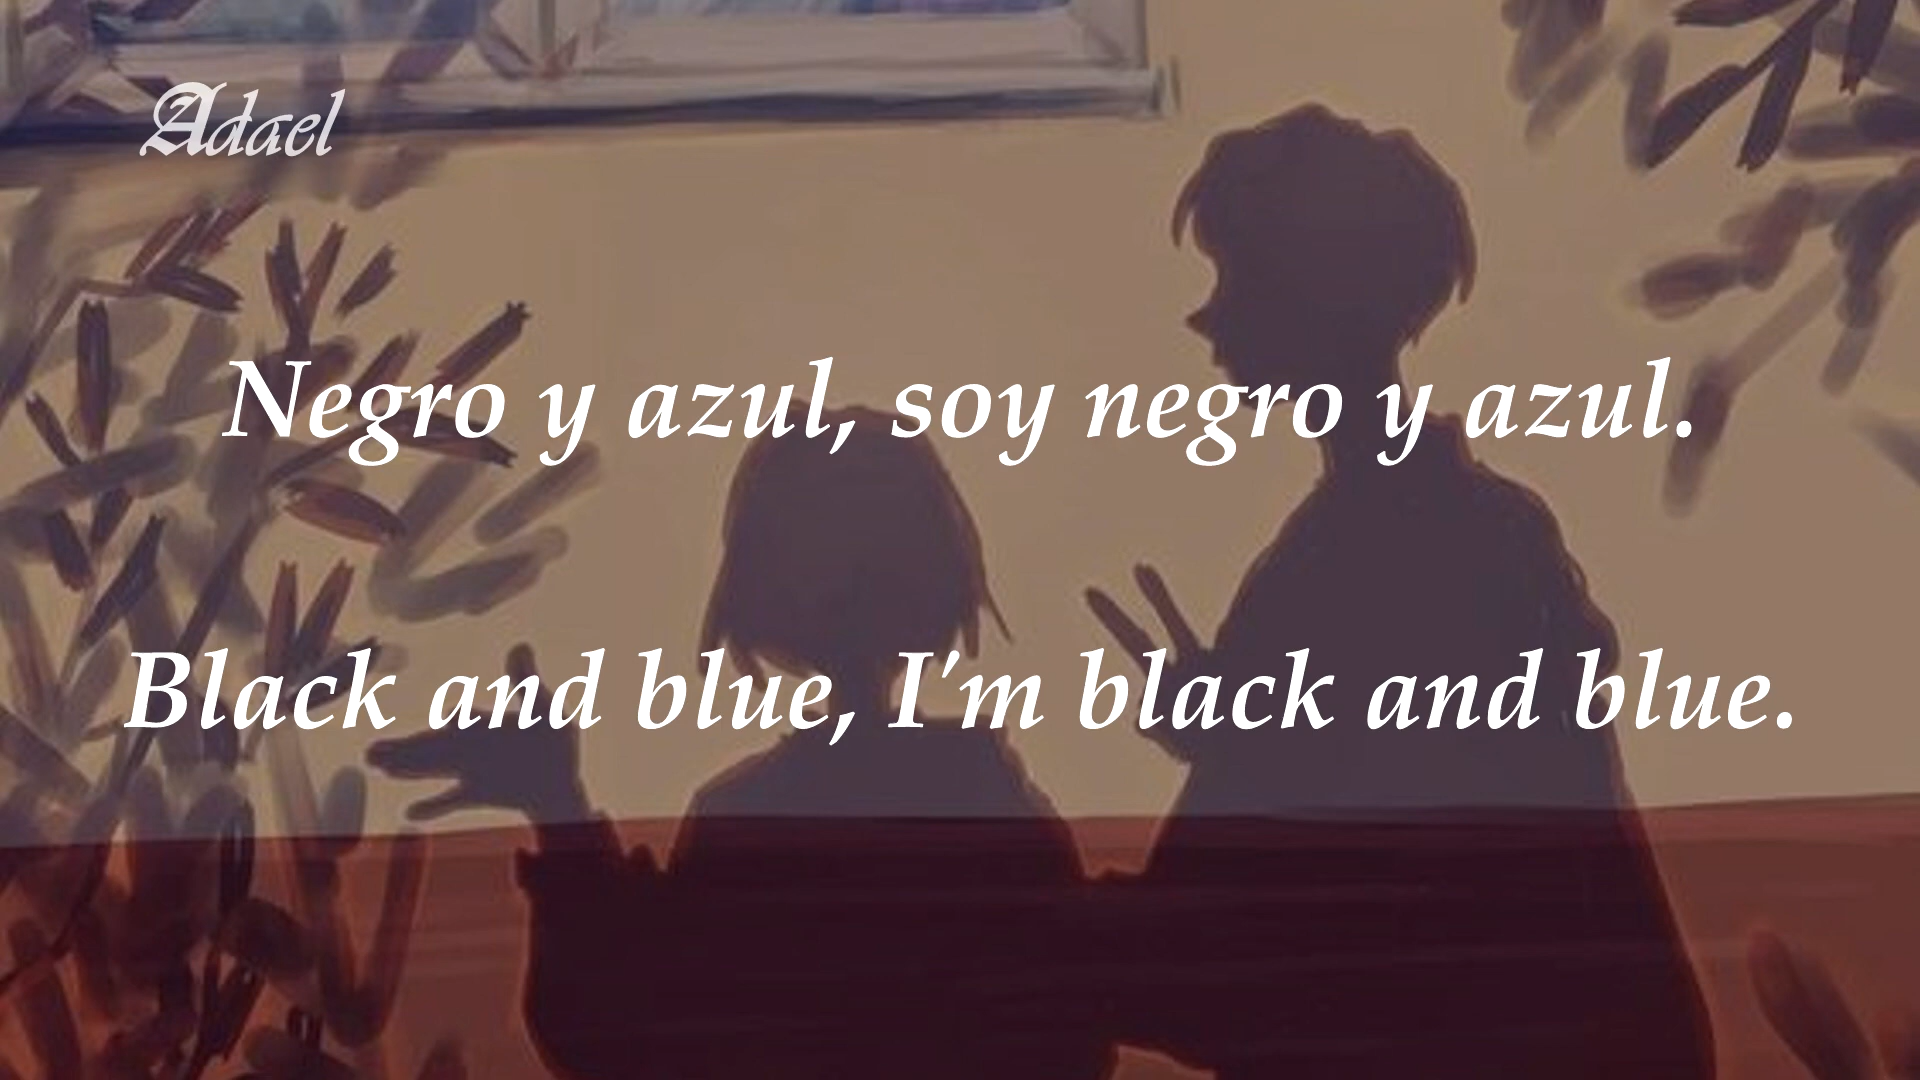 Adael
Negro y azul, soy negro y azul.
Black and blue, I'm black and blue.